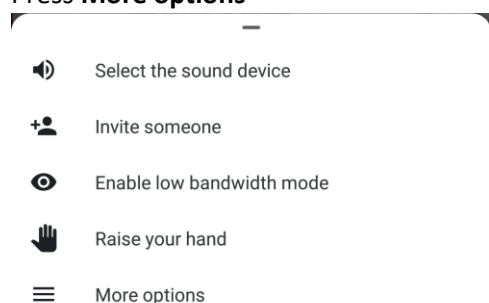 Press More options
Select the sound device
Invite someone
Enable low bandwidth mode
Raise your hand
More options